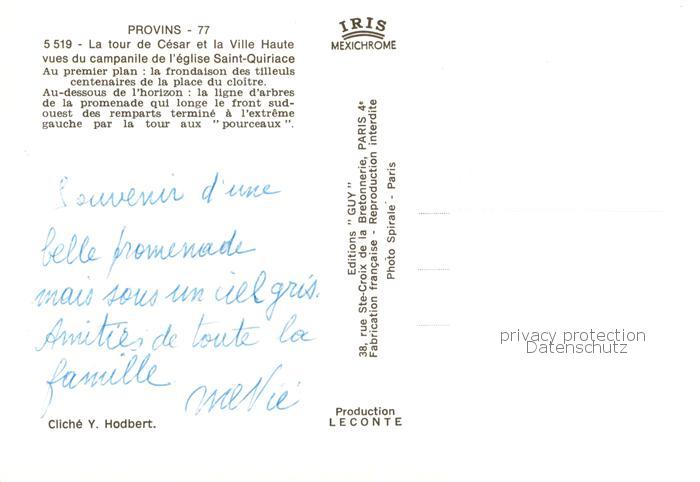 PROVINS - 77
5 519 - La tour de César et la Ville Haute
vues du campanile de l'église Saint-Quiriace
Au premier plan : la frondaison des tilleuls
centenaires de la place du cloître.
Au-dessous de l'horizon : la ligne d'arbres
de la promenade qui longe le front sud-
ouest des remparts terminé à l'extrême
gauche par la tour aux " pourceaux ".
Souvenir d'une
belle promenade
mais sous un ciel gris.
Amitiés de toute la
famille
Cliché Y. Hodbert.
IRIS
MEXICHROME
Editions " GUY "
38, rue Ste-Croix de la Bretonnerie, PARIS 4e
Fabrication française - Reproduction interdite
Photo Spirale - Paris
Production
LECONTE
privacy protection
Datenschutz